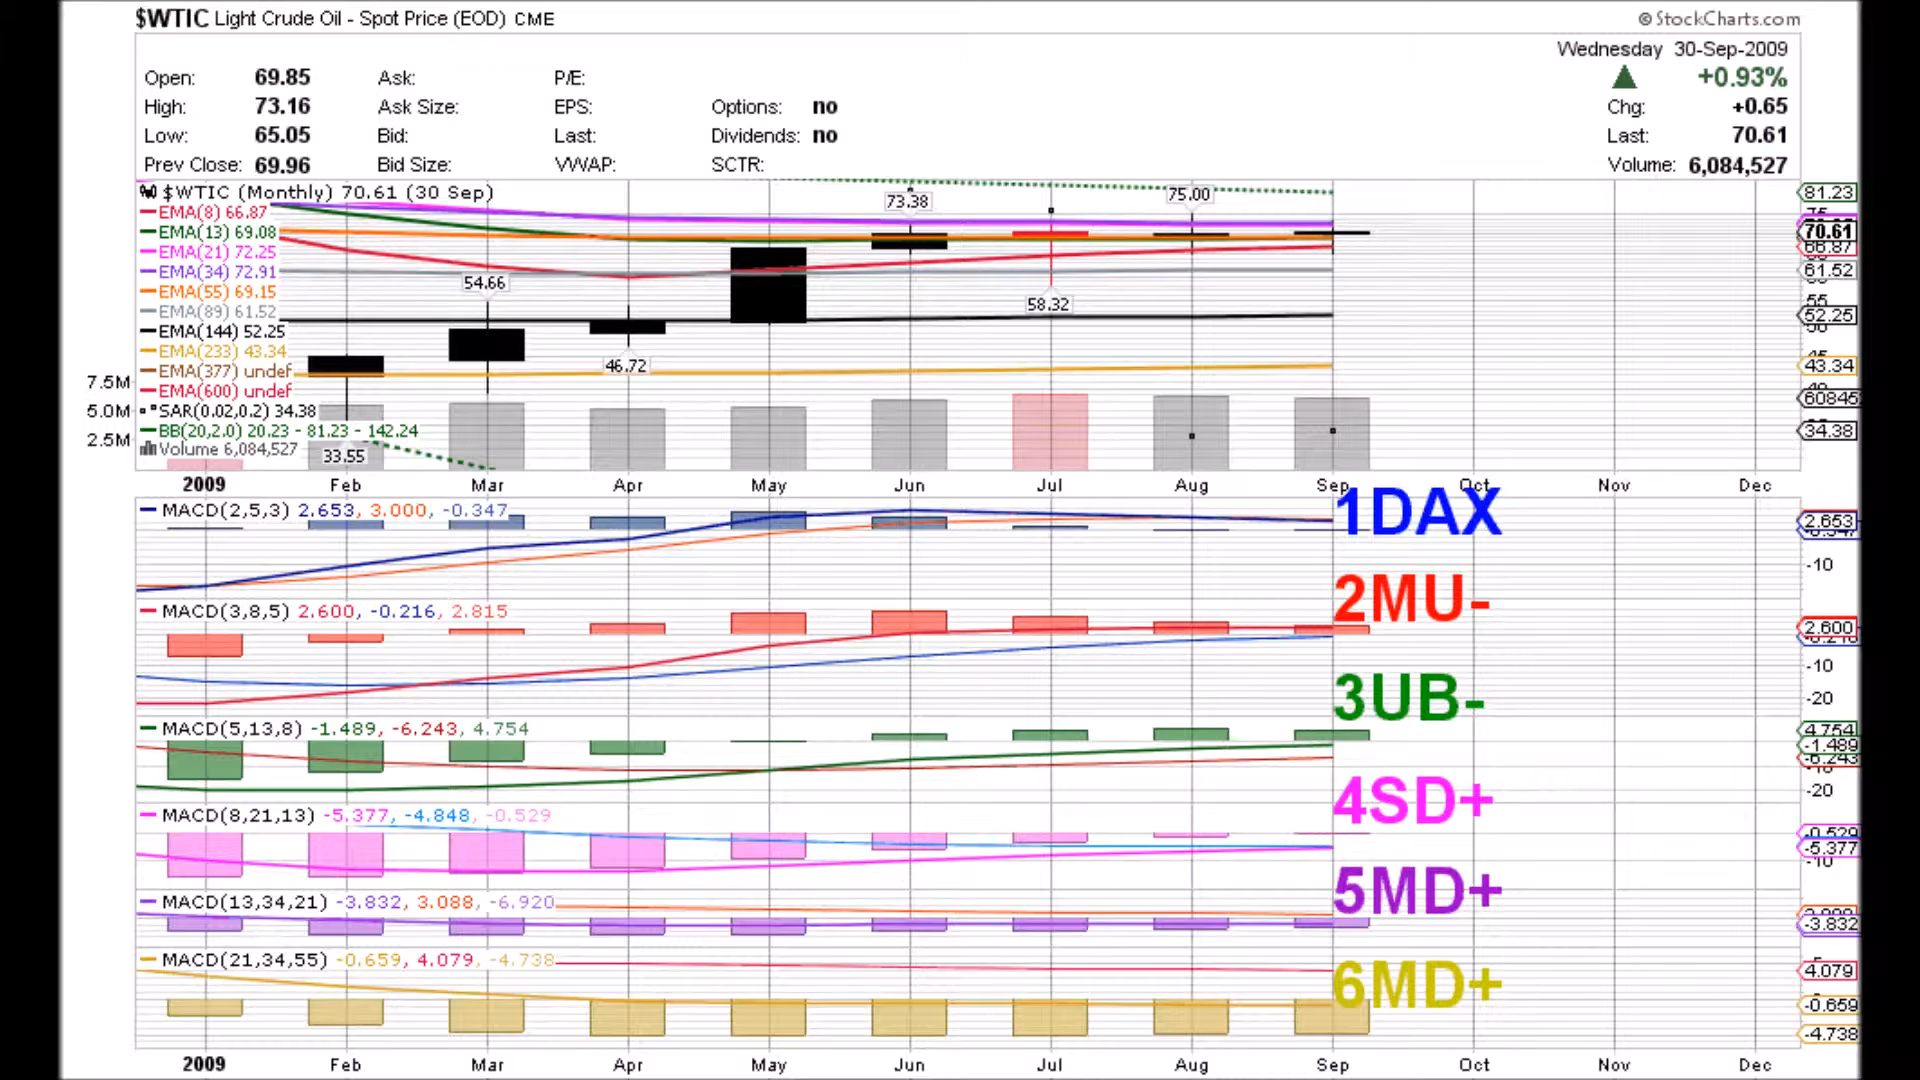 $WTIC Light Crude Oil - Spot Price (EOD) CME © StockCharts.com
Wednesday 30-Sep-2009
Open: 69.85 Ask: P/E: +0.93%
High: 73.16 Ask Size: EPS: Options: no Chg: +0.65
Low: 65.05 Bid: Last: Dividends: no Last: 70.61
Prev Close: 69.96 Bid Size: VWAP: SCTR: Volume: 6,084,527
$WTIC (Monthly) 70.61 (30 Sep)
EMA(8) 66.87
EMA(13) 69.08
EMA(21) 72.25
EMA(34) 72.91
EMA(55) 69.15
EMA(89) 61.52
EMA(144) 52.25
EMA(233) 43.34
EMA(377) undef
EMA(600) undef
SAR(0.02,0.2) 34.38
BB(20,2.0) 20.23 - 81.23 - 142.24
Volume 6,084,527
7.5M
5.0M
2.5M
33.55
54.66
46.72
73.38
58.32
75.00
81.23
70.61
66.87
61.52
55
52.25
43.34
60845
34.38
2009 Feb Mar Apr May Jun Jul Aug Sep Oct Nov Dec
MACD(2,5,3) 2.653, 3.000, -0.347
1DAX
2.653
-10
MACD(3,8,5) 2.600, -0.216, 2.815
2MU-
2.600
-10
-20
MACD(5,13,8) -1.489, -6.243, 4.754
3UB-
4.754
-1.489
-6.243
-20
MACD(8,21,13) -5.377, -4.848, -0.529
4SD+
-0.529
-5.377
-10
MACD(13,34,21) -3.832, 3.088, -6.920
5MD+
-3.832
MACD(21,34,55) -0.659, 4.079, -4.738
6MD+
4.079
-0.659
-4.738
2009 Feb Mar Apr May Jun Jul Aug Sep Oct Nov Dec